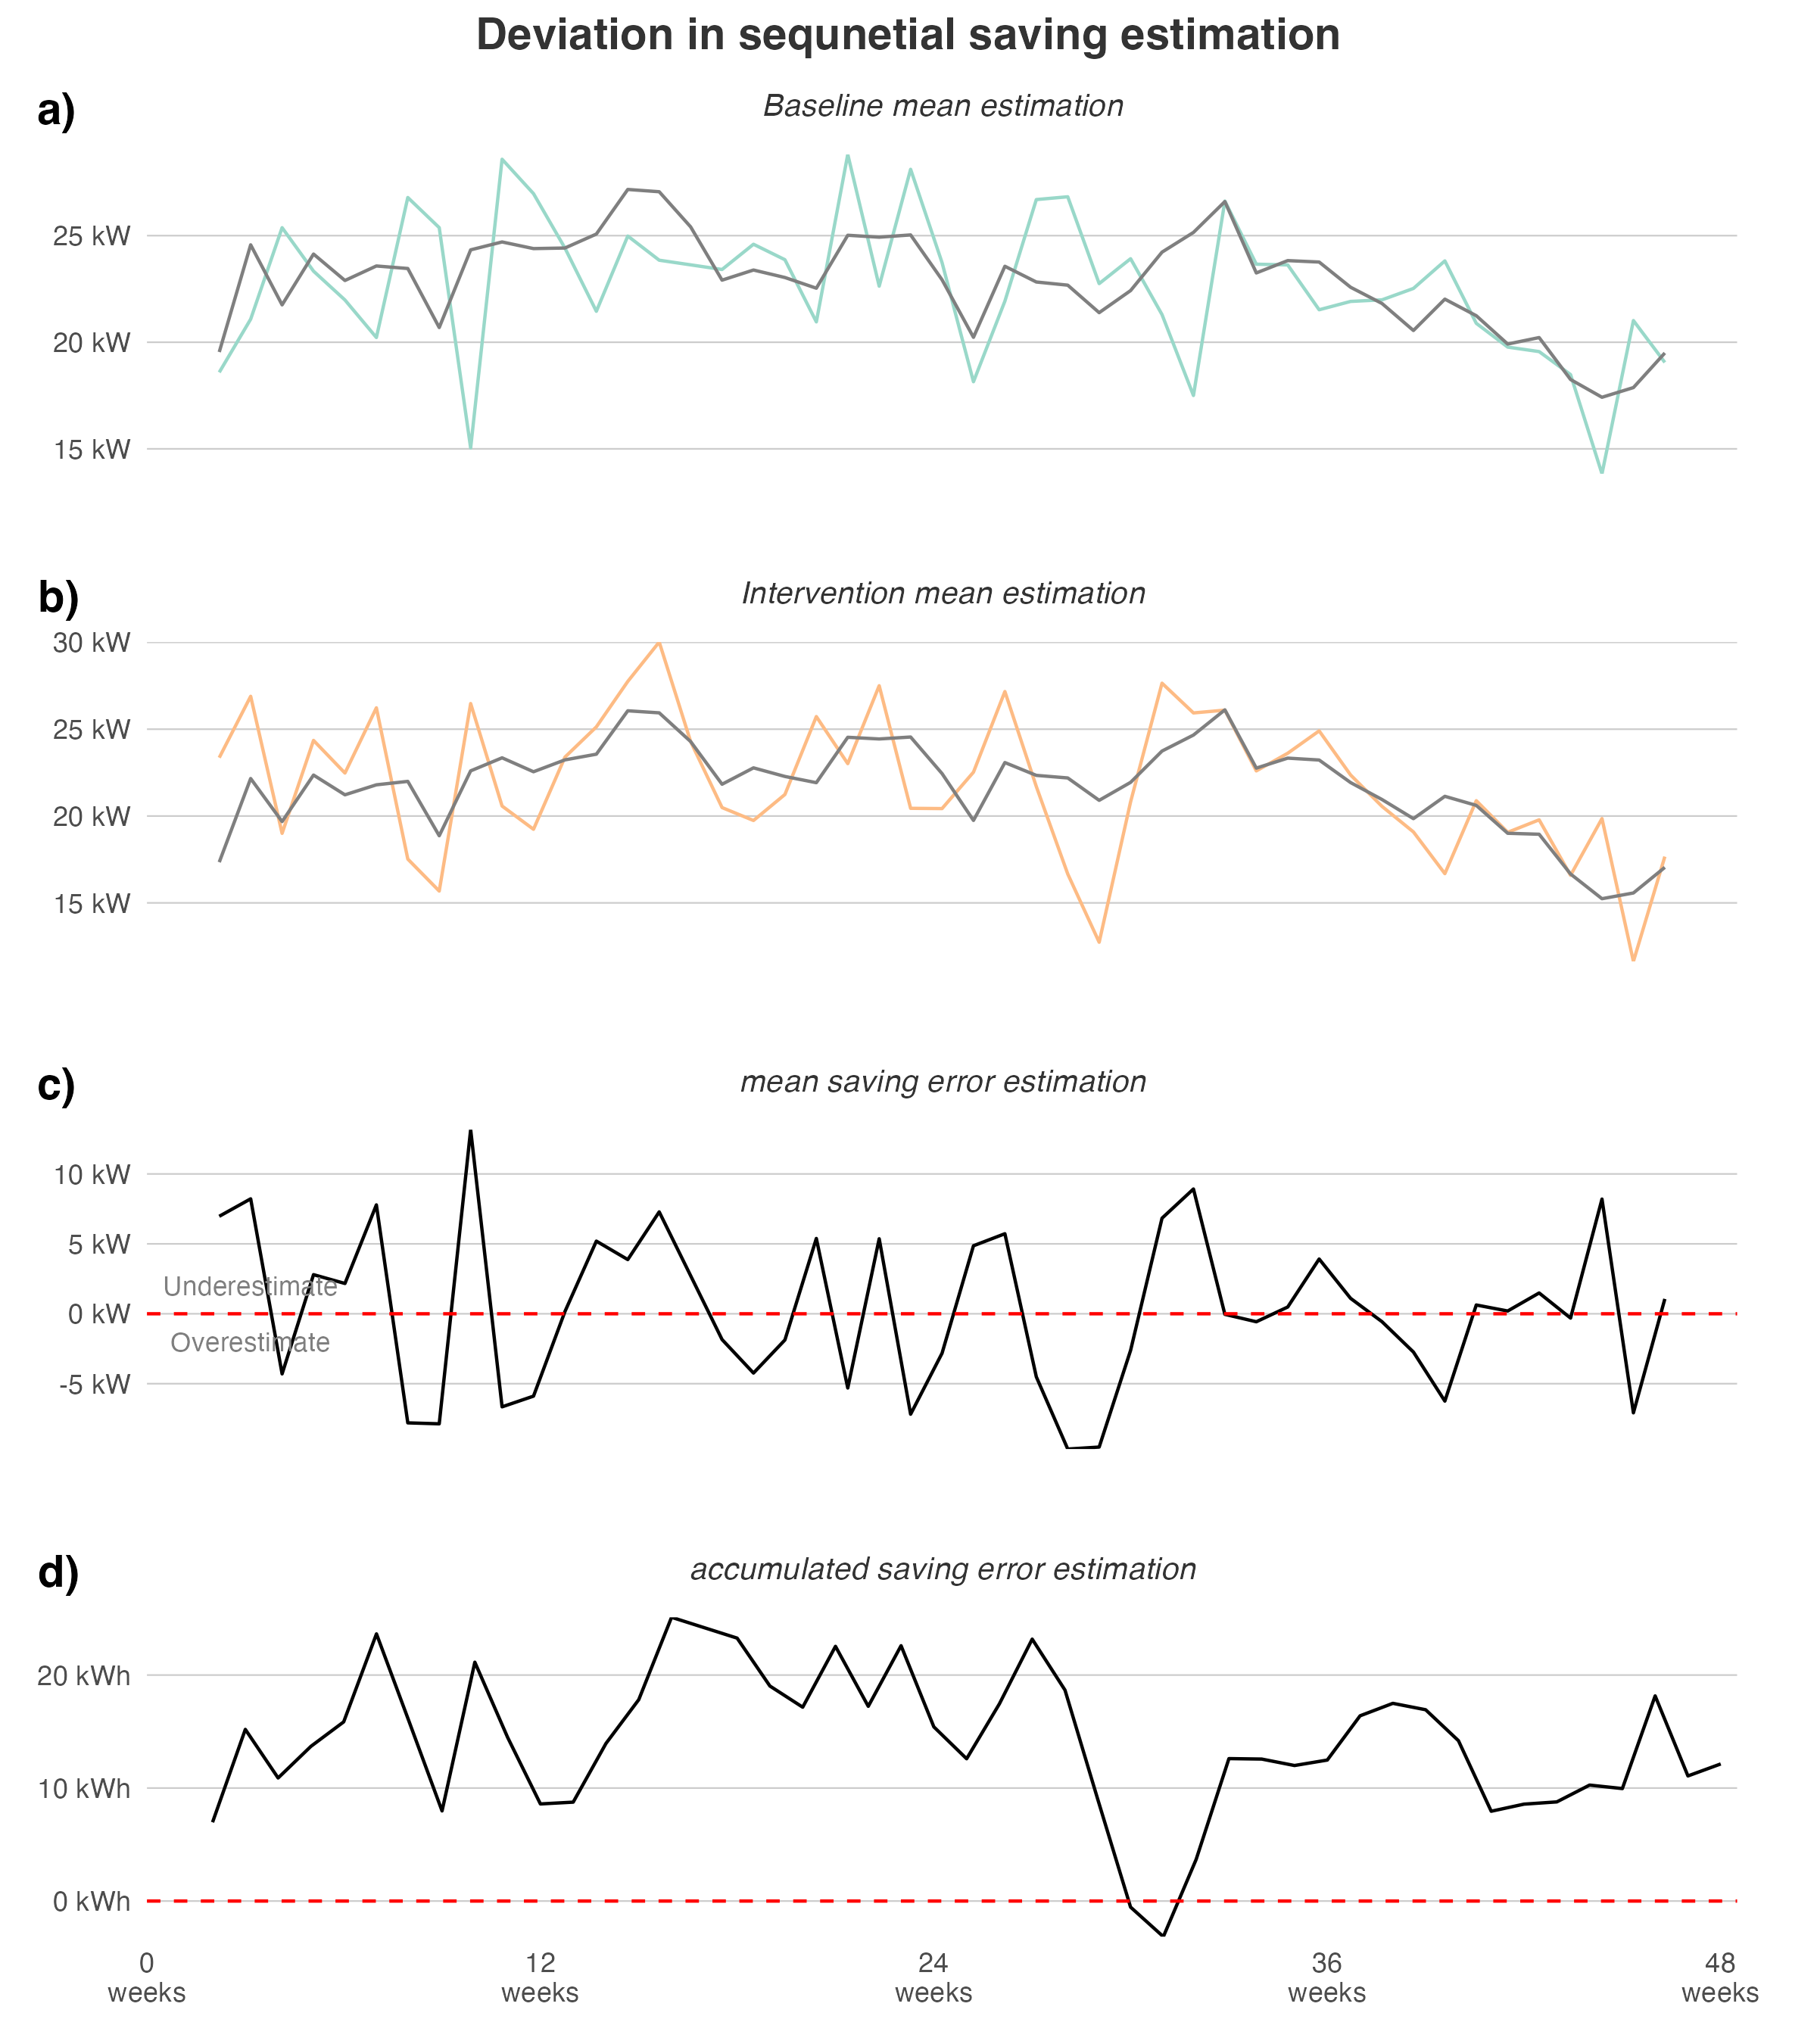 Deviation in sequnetial saving estimation
a)
Baseline mean estimation
25 kW
20 kW
15 kW
b)
Intervention mean estimation
30 kW
25 kW
20 kW
15 kW
c)
mean saving error estimation
10 kW
5 kW
Underestimate
0 kW
Overestimate
-5 kW
d)
accumulated saving error estimation
20 kWh
10 kWh
0 kWh
0 12 24 36 48
weeks weeks weeks weeks weeks